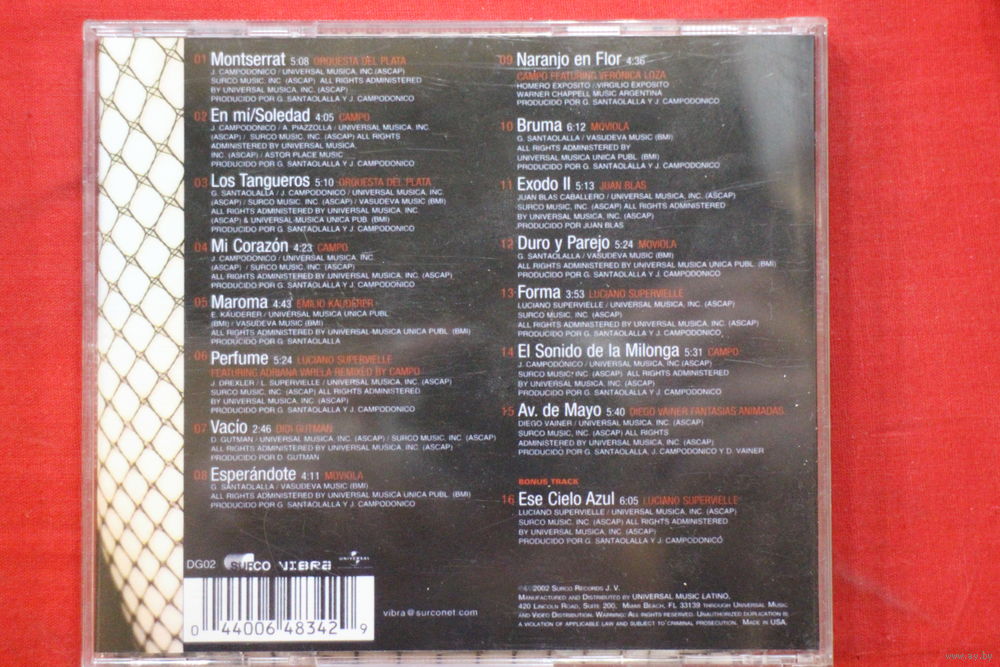 01 Montserrat 5:08 ORQUESTA DEL PLATA
J. CAMPODONICO / UNIVERSAL MUSICA, INC.(ASCAP)
SURCO MUSIC. INC. (ASCAP) ALL RIGHTS ADMINISTERED
BY UNIVERSAL MUSICA, INC. (ASCAP)
PRODUCIDO POR G. SANTAOLALLA Y J. CAMPODONICO
02 En mí/Soledad 4:05 CAMPO
J. CAMPODONICO / A. PIAZZOLLA / UNIVERSAL MUSICA, INC.
(ASCAP) / SURCO MUSIC. INC. (ASCAP) ALL RIGHTS
ADMINISTERED BY UNIVERSAL MUSICA,
INC. (ASCAP) / ASTOR PLACE MUSIC
PRODUCIDO POR G. SANTAOLALLA Y J. CAMPODONICO
03 Los Tangueros 5:10 ORQUESTA DEL PLATA
G. SANTAOLALLA / J. CAMPODONICO / UNIVERSAL MUSICA, INC.
(ASCAP) / SURCO MUSIC. INC. (ASCAP) / VASUDEVA MUSIC (BMI)
ALL RIGHTS ADMINISTERED BY UNIVERSAL MUSICA, INC.
(ASCAP) & UNIVERSAL-MUSICA UNICA PUB. (BMI)
PRODUCIDO POR G. SANTAOLALLA Y J. CAMPODONICO
04 Mi Corazón 4:23 CAMPO
J. CAMPODONICO / UNIVERSAL MUSICA, INC.
(ASCAP) / SURCO MUSIC. INC. (ASCAP)
ALL RIGHTS ADMINISTERED BY UNIVERSAL MUSICA, INC. (ASCAP)
PRODUCIDO POR G. SANTAOLALLA Y J. CAMPODONICO
05 Maroma 4:43 EMILIO KAUDERER
E. KAUDERER / UNIVERSAL MUSICA UNICA PUBL
(BMI) / VASUDEVA MUSIC (BMI)
ALL RIGHTS ADMINISTERED BY UNIVERSAL-MUSICA UNICA PUBL (BMI)
PRODUCIDO POR G. SANTAOLALLA
06 Perfume 5:24 LUCIANO SUPERVIELLE
FEATURING ADRIANA VARELA REMIXED BY CAMPO
J. DREXLER / L. SUPERVIELLE / UNIVERSAL MUSICA, INC. (ASCAP)
SURCO MUSIC. INC. (ASCAP) ALL RIGHTS ADMINISTERED
BY UNIVERSAL MUSICA, INC. (ASCAP)
PRODUCIDO POR G. SANTAOLALLA Y J. CAMPODONICO
07 Vacío 2:46 DIDI GUTMAN
D. GUTMAN / UNIVERSAL MUSICA, INC. (ASCAP) / SURCO MUSIC. INC. (ASCAP)
ALL RIGHTS ADMINISTERED BY UNIVERSAL MUSICA, INC. (ASCAP)
PRODUCIDO POR D. GUTMAN
08 Esperándote 4:11 MOVIOLA
G. SANTAOLALLA / VASUDEVA MUSIC (BMI)
ALL RIGHTS ADMINISTERED BY UNIVERSAL MUSICA UNICA PUBL (BMI)
PRODUCIDO POR G. SANTAOLALLA Y J. CAMPODONICO
09 Naranjo en Flor 4:36
CAMPO FEATURING VERÓNICA LOZA
HOMERO EXPOSITO / VIRGILIO EXPOSITO
WARNER CHAPPELL MUSIC ARGENTINA
PRODUCIDO POR G. SANTAOLALLA Y J. CAMPODONICO
10 Bruma 6:12 MOVIOLA
G. SANTAOLALLA / VASUDEVA MUSIC (BMI)
ALL RIGHTS ADMINISTERED BY
UNIVERSAL MUSICA UNICA PUBL. (BMI)
PRODUCIDO POR G. SANTAOLALLA Y J. CAMPODONICO
11 Exodo II 5:13 JUAN BLAS
JUAN BLAS CABALLERO / UNIVERSAL MUSICA, INC. (ASCAP)
SURCO MUSIC. INC. (ASCAP) ALL RIGHTS ADMINISTERED
BY UNIVERSAL MUSICA, INC. (ASCAP)
PRODUCIDO POR JUAN BLAS
12 Duro y Parejo 5:24 MOVIOLA
G. SANTAOLALLA / VASUDEVA MUSIC (BMI)
ALL RIGHTS ADMINISTERED BY UNIVERSAL MUSICA UNICA PUBL (BMI)
PRODUCIDO POR G. SANTAOLALLA Y J. CAMPODONICO
13 Forma 3:53 LUCIANO SUPERVIELLE
LUCIANO SUPERVIELLE / UNIVERSAL MUSICA, INC. (ASCAP)
SURCO MUSIC. INC. (ASCAP)
ALL RIGHTS ADMINISTERED BY UNIVERSAL MUSICA, INC. (ASCAP)
PRODUCIDO POR G. SANTAOLALLA Y J. CAMPODONICO
14 El Sonido de la Milonga 5:31 CAMPO
J. CAMPODÓNICO / UNIVERSAL MUSICA, INC. (ASCAP)
SURCO MUSIC. INC. (ASCAP) ALL RIGHTS ADMINISTERED
BY UNIVERSAL MUSICA, INC. (ASCAP)
PRODUCIDO POR G. SANTAOLALLA Y J. CAMPODONICO
15 Av. de Mayo 5:40 DIEGO VAINER FANTASIAS ANIMADAS
DIEGO VAINER / UNIVERSAL MUSICA, INC. (ASCAP)
SURCO MUSIC, INC (ASCAP) ALL RIGHTS
ADMINISTERED BY UNIVERSAL MUSICA, INC. (ASCAP)
PRODUCIDO POR G. SANTAOLALLA, J. CAMPODONICO Y D. VAINER
BONUS TRACK
16 Ese Cielo Azul 6:05 LUCIANO SUPERVIELLE
LUCIANO SUPERVIELLE / UNIVERSAL MUSICA, INC. (ASCAP)
SURCO MUSIC. INC. (ASCAP) ALL RIGHTS ADMINISTERED
BY UNIVERSAL MUSICA, INC. (ASCAP)
PRODUCIDO POR G. SANTAOLALLA Y J. CAMPODONICÓ
DG02 SURCO VIBRA UNIVERSAL
0 44006 48342 9
vibra@surconet.com
℗©2002 SURCO RECORDS J. V.
MANUFACTURED AND DISTRIBUTED BY UNIVERSAL MUSIC LATINO,
420 LINCOLN ROAD, SUITE 200, MIAMI BEACH, FL 33139 THROUGH UNIVERSAL MUSIC
AND VIDEO DISTRIBUTION. WARNING: ALL RIGHTS RESERVED. UNAUTHORIZED DUPLICATION IS
A VIOLATION OF APPLICABLE LAW AND SUBJECT TO CRIMINAL PROSECUTION. MADE IN USA.
www.ay.by